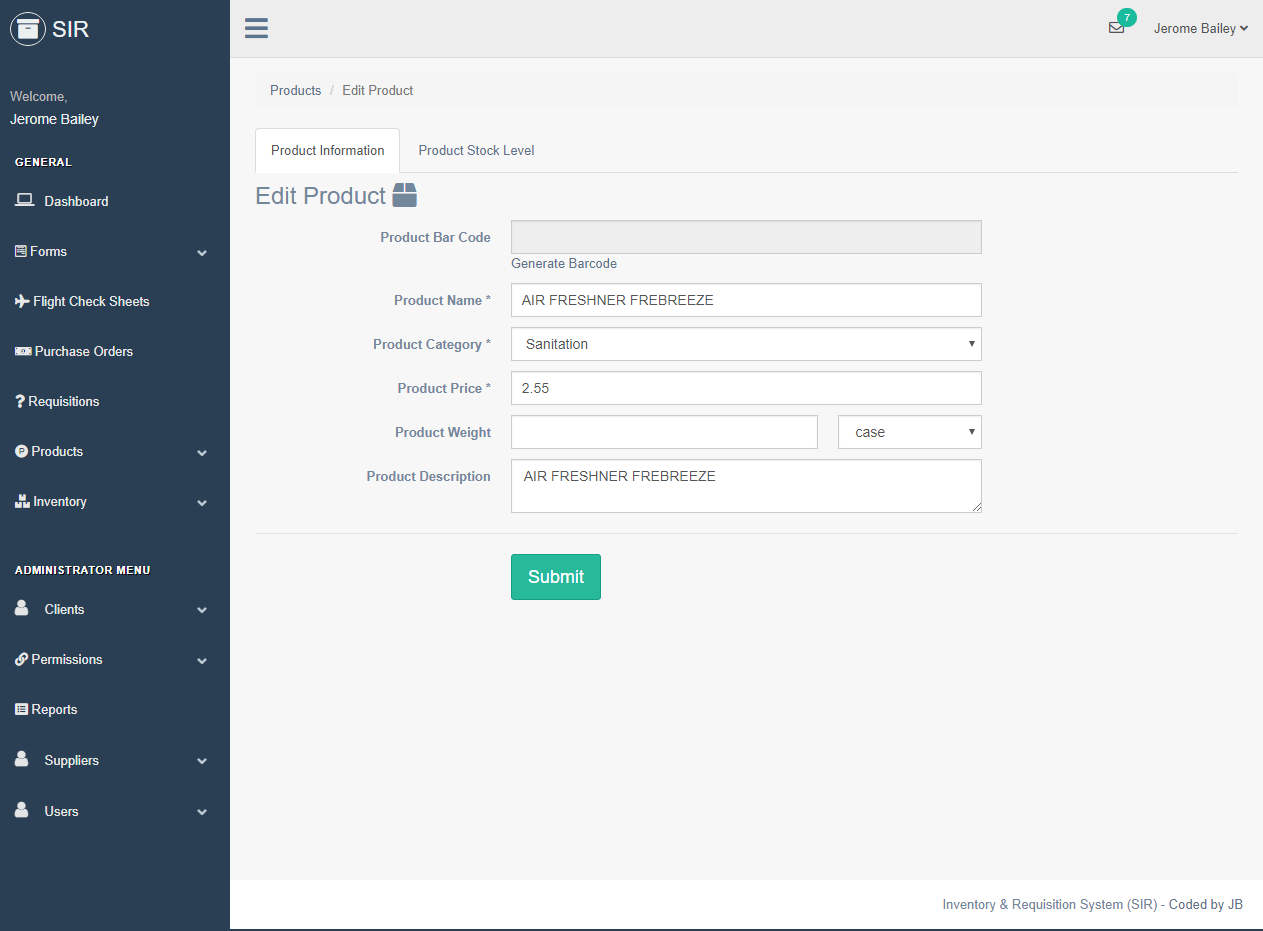 SIR
7
Jerome Bailey
Welcome,
Jerome Bailey
GENERAL
Dashboard
Forms
Flight Check Sheets
Purchase Orders
Requisitions
Products
Inventory
ADMINISTRATOR MENU
Clients
Permissions
Reports
Suppliers
Users
Products / Edit Product
Product Information
Product Stock Level
Edit Product
Product Bar Code
Generate Barcode
Product Name * AIR FRESHNER FREBREEZE
Product Category * Sanitation
Product Price * 2.55
Product Weight case
Product Description AIR FRESHNER FREBREEZE
Submit
Inventory & Requisition System (SIR) - Coded by JB